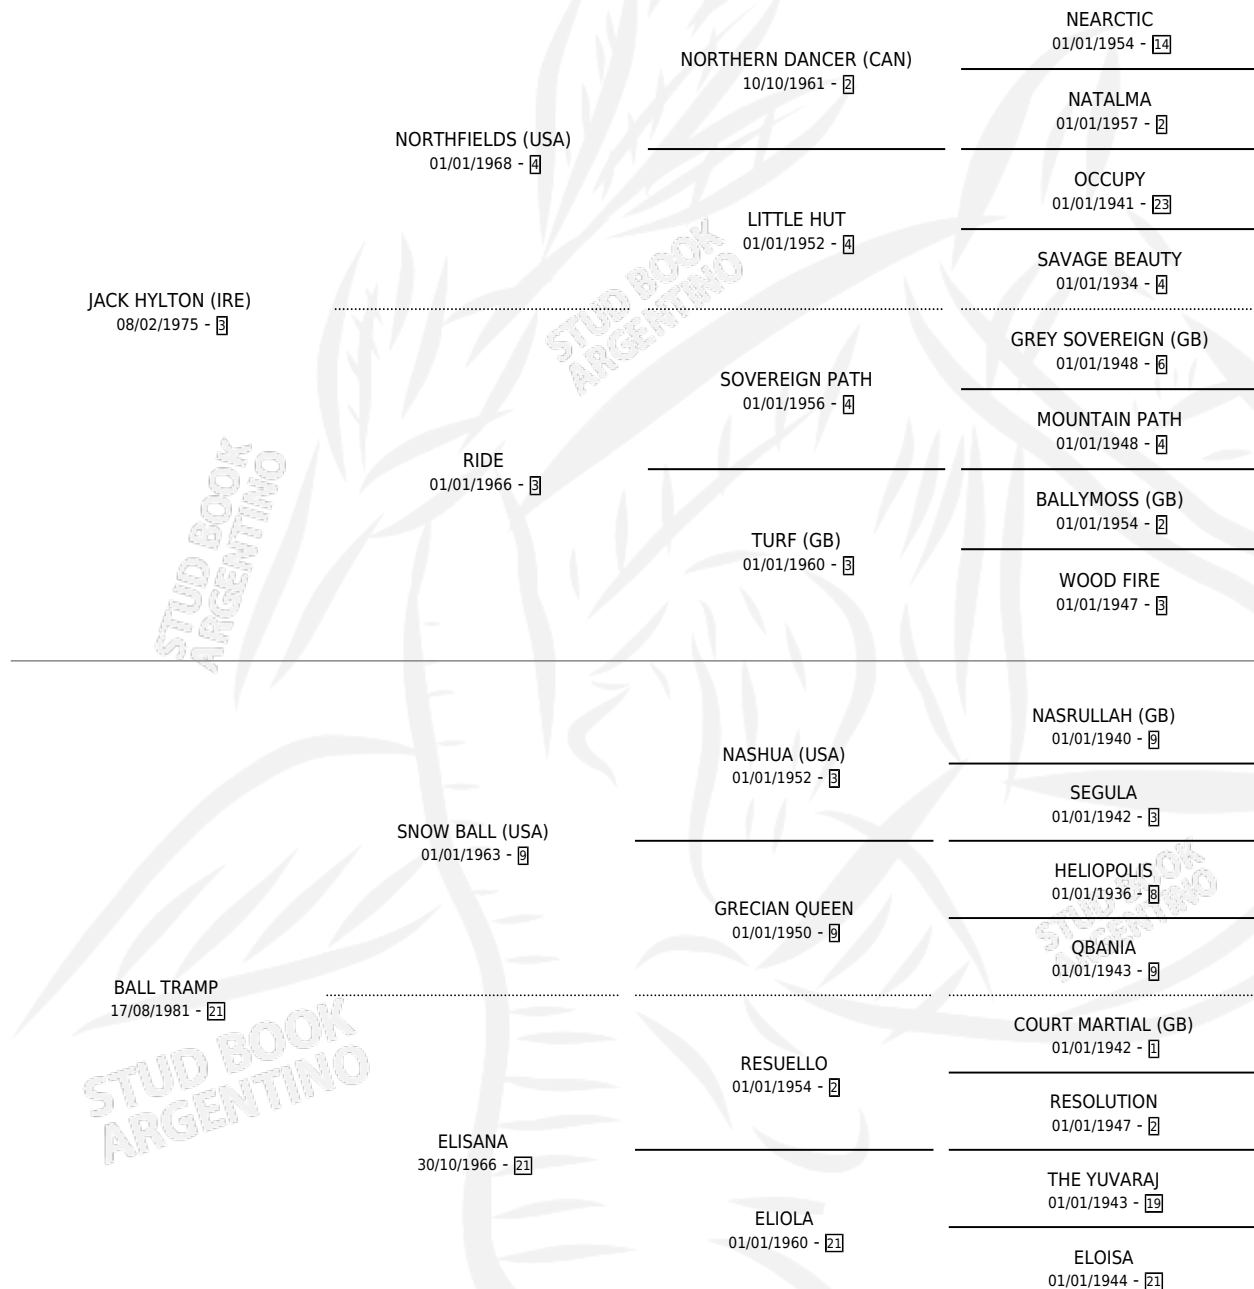 NEARCTIC
01/01/1954 - 14
NORTHERN DANCER (CAN)
10/10/1961 - 2
NATALMA
01/01/1957 - 2
NORTHFIELDS (USA)
01/01/1968 - 4
OCCUPY
01/01/1941 - 23
LITTLE HUT
01/01/1952 - 4
SAVAGE BEAUTY
01/01/1934 - 4
JACK HYLTON (IRE)
08/02/1975 - 3
GREY SOVEREIGN (GB)
01/01/1948 - 6
SOVEREIGN PATH
01/01/1956 - 4
MOUNTAIN PATH
01/01/1948 - 4
RIDE
01/01/1966 - 3
BALLYMOSS (GB)
01/01/1954 - 2
TURF (GB)
01/01/1960 - 3
WOOD FIRE
01/01/1947 - 3
STUD BOOK
ARGENTINO
STUD BOOK
ARGENTINO
NASRULLAH (GB)
01/01/1940 - 9
NASHUA (USA)
01/01/1952 - 3
SEGULA
01/01/1942 - 3
SNOW BALL (USA)
01/01/1963 - 9
HELIOPOLIS
01/01/1936 - 8
GRECIAN QUEEN
01/01/1950 - 9
QBANIA
01/01/1943 - 9
BALL TRAMP
17/08/1981 - 21
COURT MARTIAL (GB)
01/01/1942 - 1
RESUELLO
01/01/1954 - 2
RESOLUTION
01/01/1947 - 2
ELISANA
30/10/1966 - 21
THE YUVARAJ
01/01/1943 - 19
ELIOLA
01/01/1960 - 21
ELOISA
01/01/1944 - 21
STUD BOOK
ARGENTINO
STUD BOOK
ARGENTINO